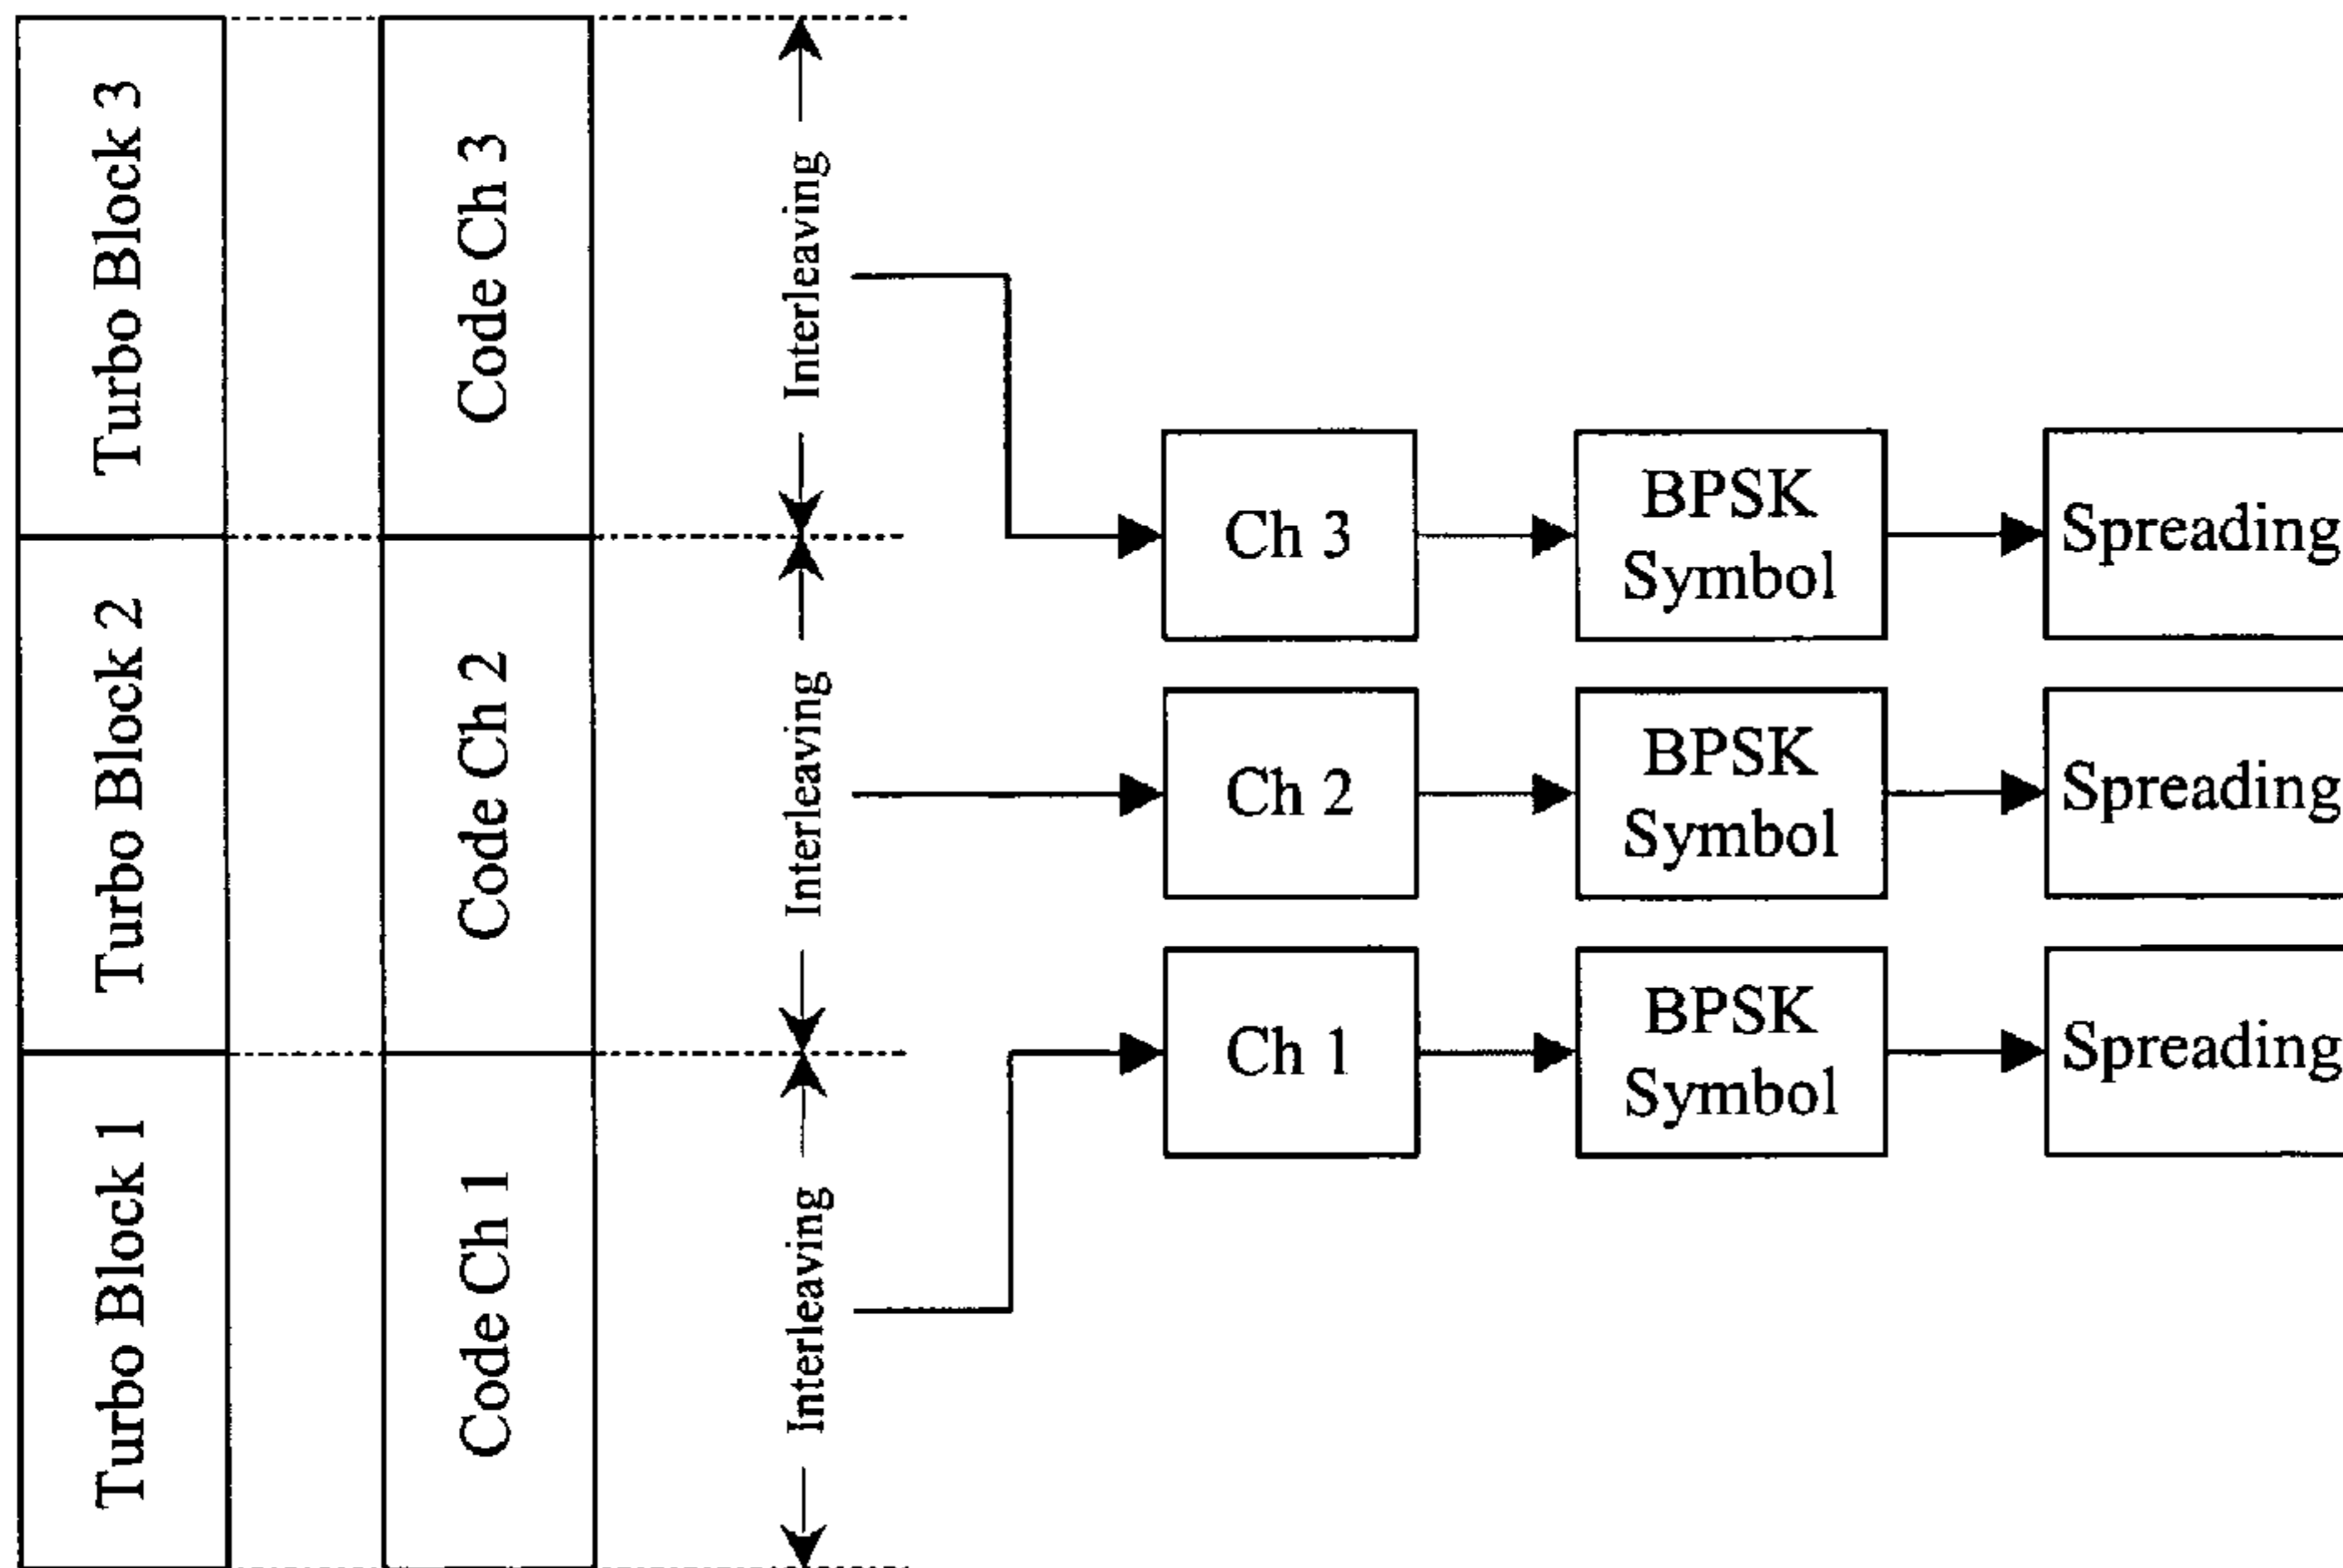 Turbo Block 3
Code Ch 3
Interleaving
Turbo Block 2
Code Ch 2
Interleaving
Turbo Block 1
Code Ch 1
Interleaving
Ch 3
BPSK
Symbol
Spreading
Ch 2
BPSK
Symbol
Spreading
Ch 1
BPSK
Symbol
Spreading